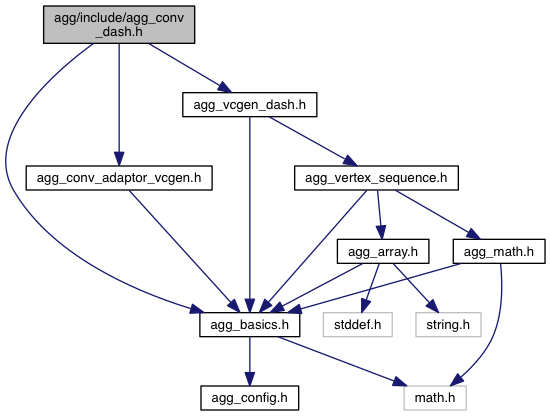 agg/include/agg_conv
_dash.h
agg_vcgen_dash.h
agg_conv_adaptor_vcgen.h
agg_vertex_sequence.h
agg_array.h
agg_math.h
agg_basics.h
stddef.h
string.h
agg_config.h
math.h